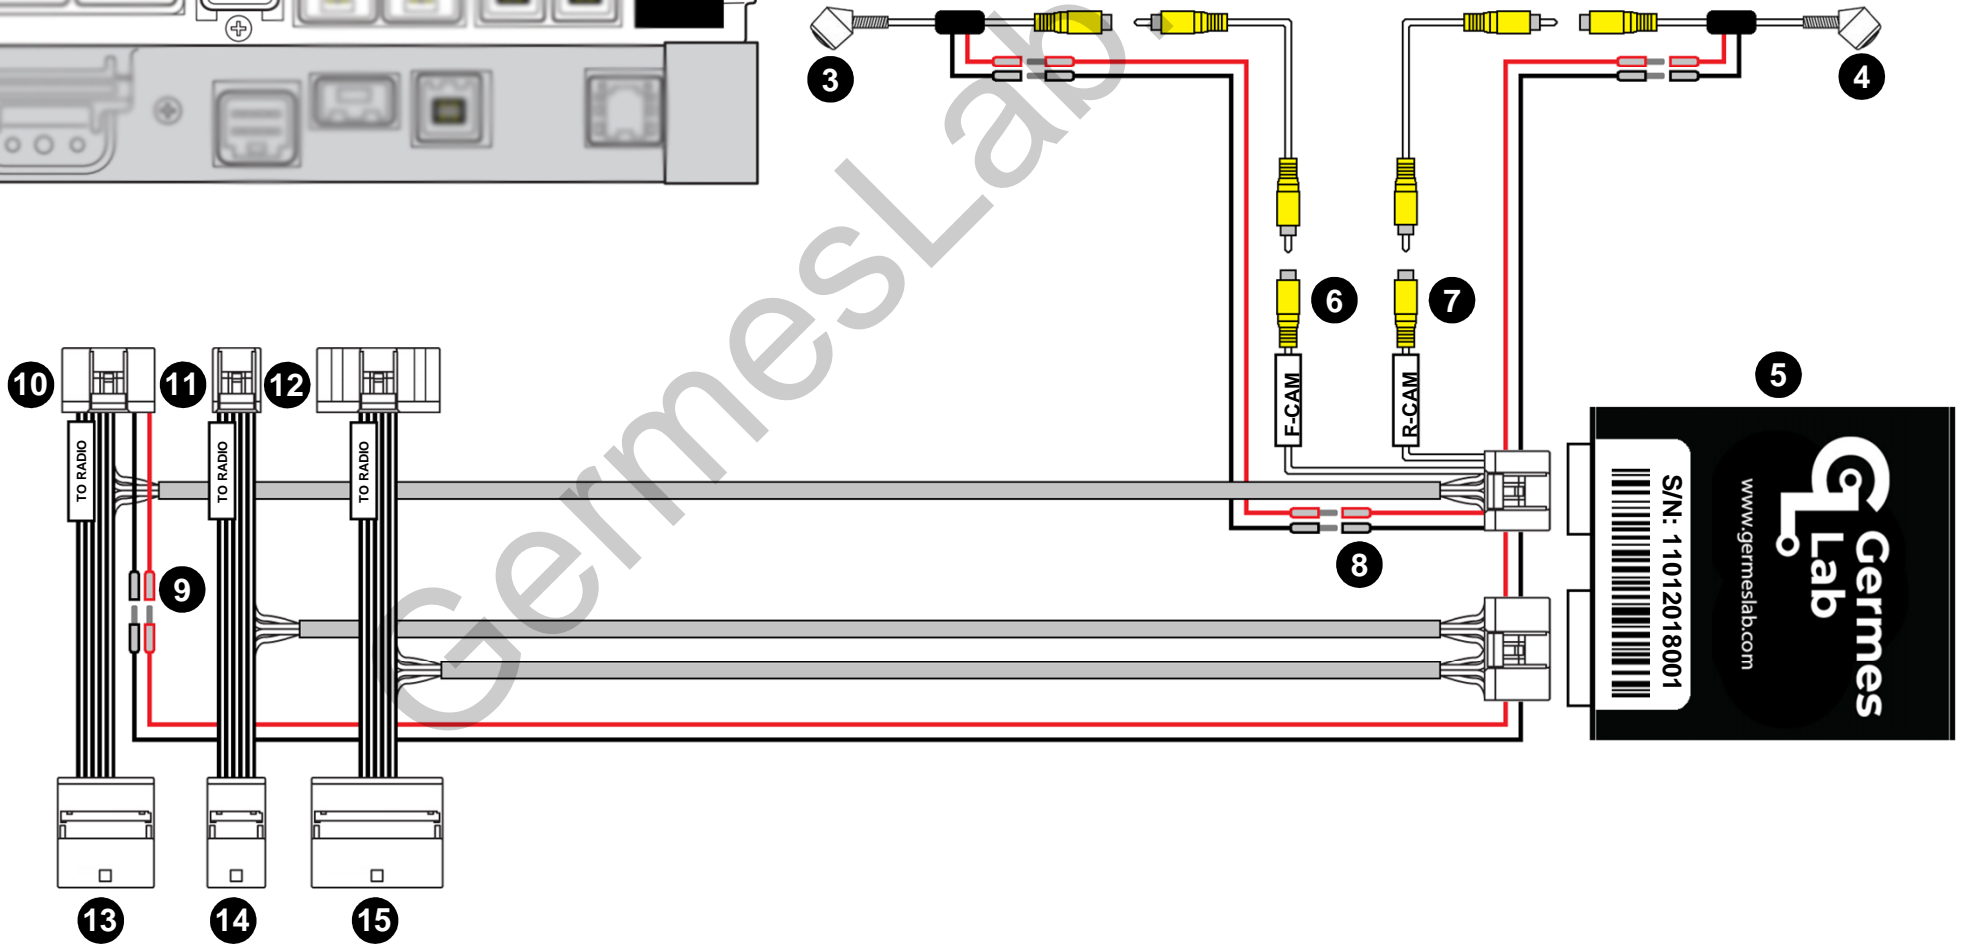 3
4
6
7
5
10
11
12
F-CAM
R-CAM
TO RADIO
TO RADIO
TO RADIO
9
8
S/N: 11012018001
www.germeslab.com
Germes
Lab
13
14
15
GermesLab.